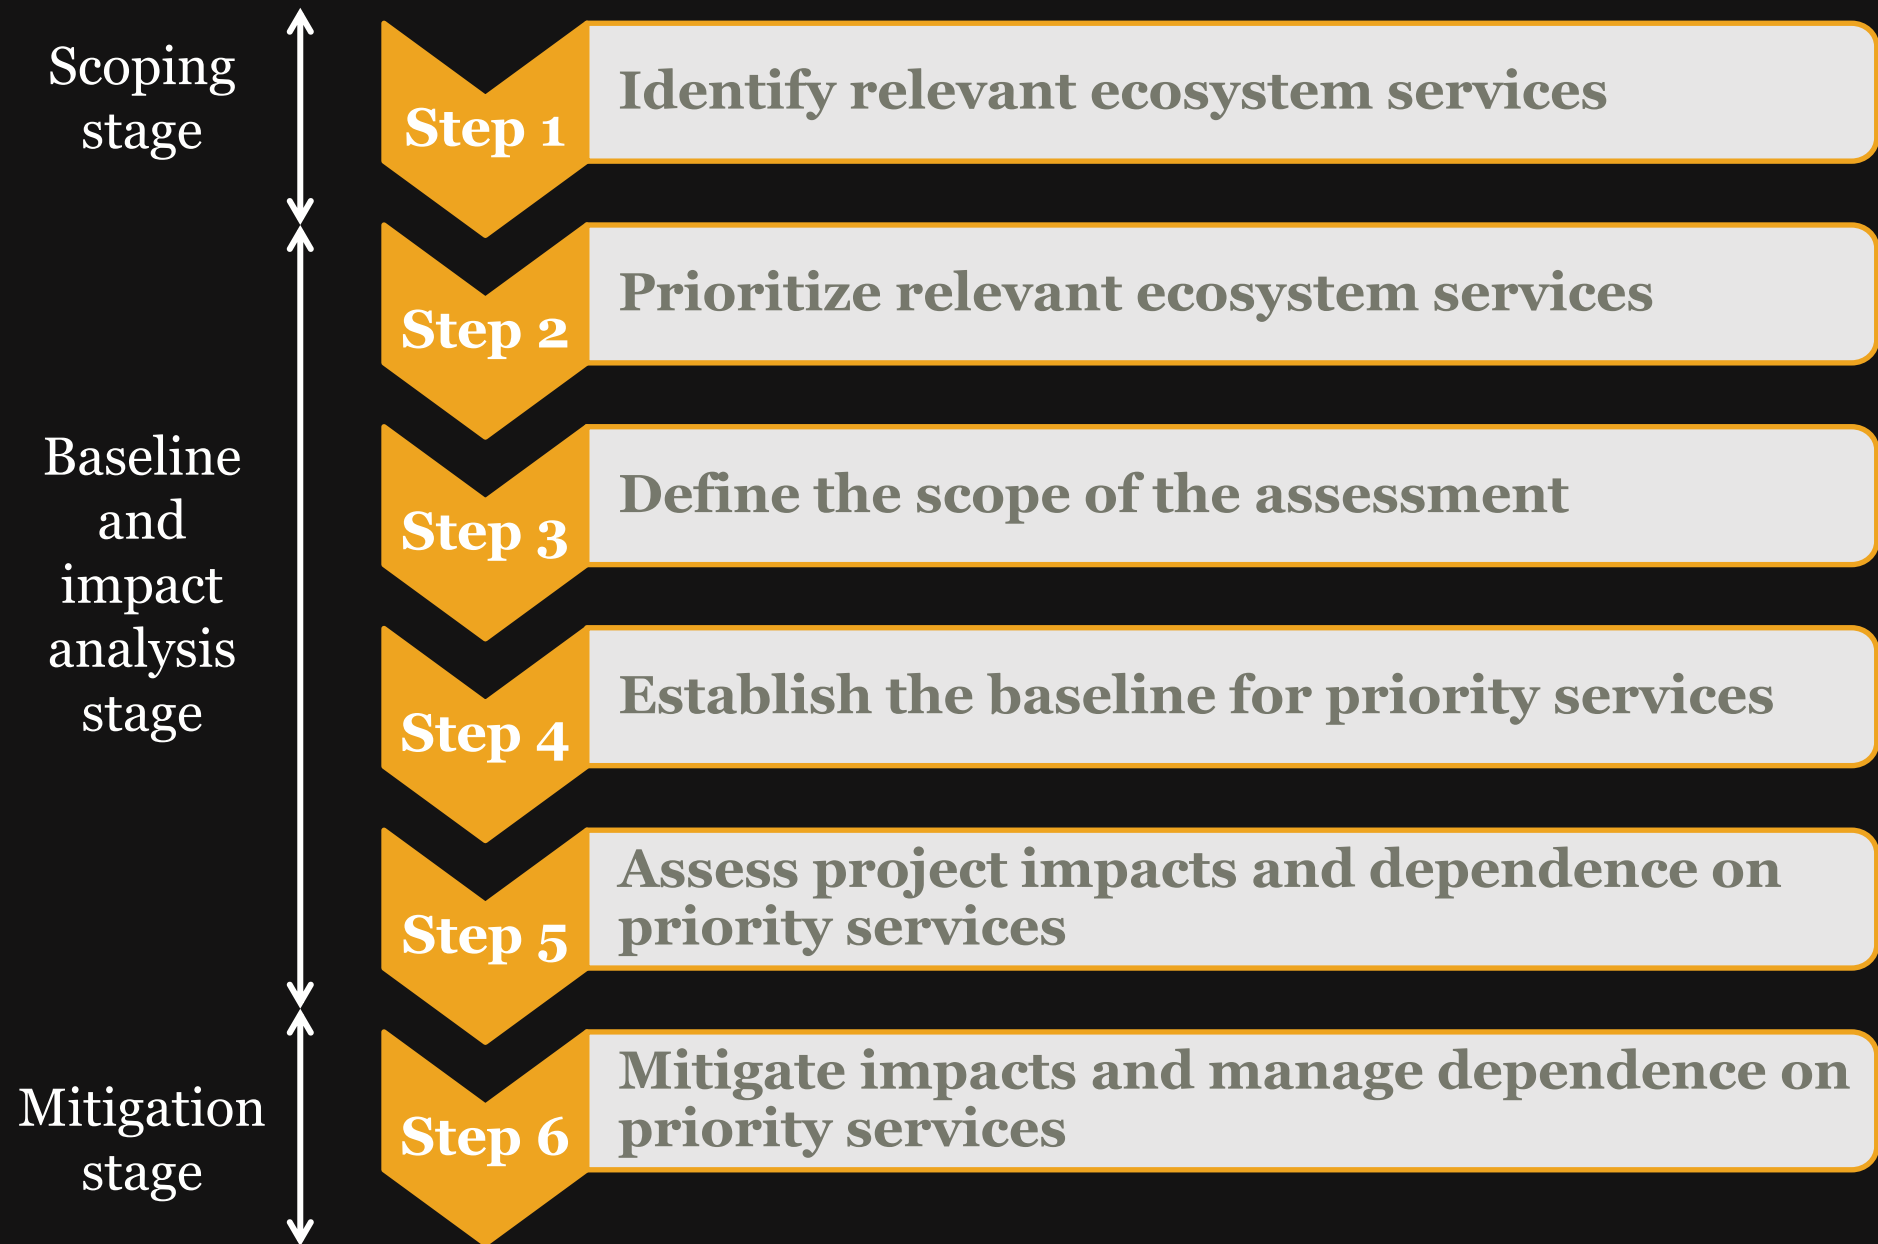 Scoping
stage
Step 1
Identify relevant ecosystem services
Baseline
and
impact
analysis
stage
Step 2
Prioritize relevant ecosystem services
Step 3
Define the scope of the assessment
Step 4
Establish the baseline for priority services
Step 5
Assess project impacts and dependence on
priority services
Mitigation
stage
Step 6
Mitigate impacts and manage dependence on
priority services